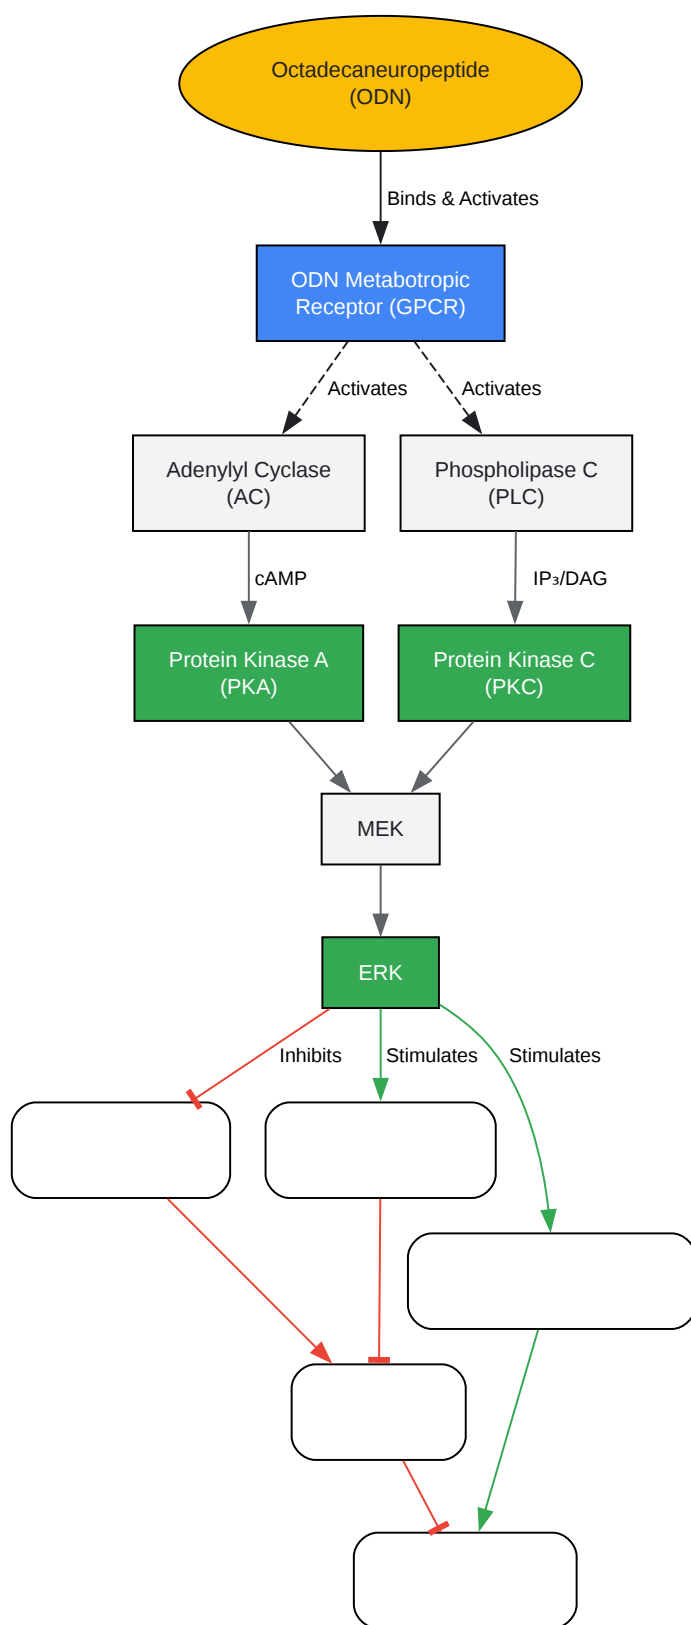 Octadecaneuropeptide
(ODN)
Binds & Activates
ODN Metabotropic
Receptor (GPCR)
Activates
Activates
Adenylyl Cyclase
(AC)
Phospholipase C
(PLC)
cAMP
IP₃/DAG
Protein Kinase A
(PKA)
Protein Kinase C
(PKC)
MEK
ERK
Inhibits
Stimulates
Stimulates